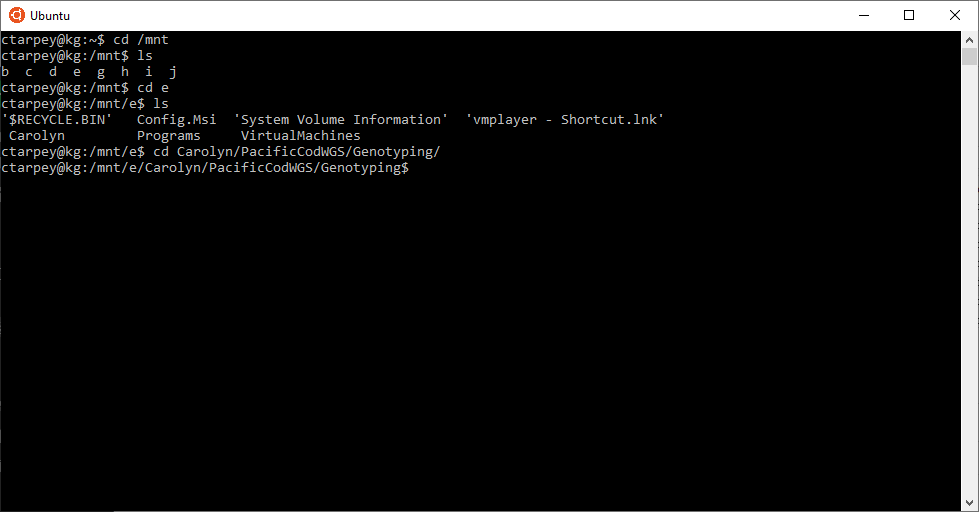 Ubuntu
ctarpey@kg:~$ cd /mnt
ctarpey@kg:/mnt$ ls
b  c  d  e  g  h  i  j
ctarpey@kg:/mnt$ cd e
ctarpey@kg:/mnt/e$ ls
'$RECYCLE.BIN'   Config.Msi  'System Volume Information'  'vmplayer - Shortcut.lnk'
 Carolyn         Programs     VirtualMachines
ctarpey@kg:/mnt/e$ cd Carolyn/PacificCodWGS/Genotyping/
ctarpey@kg:/mnt/e/Carolyn/PacificCodWGS/Genotyping$